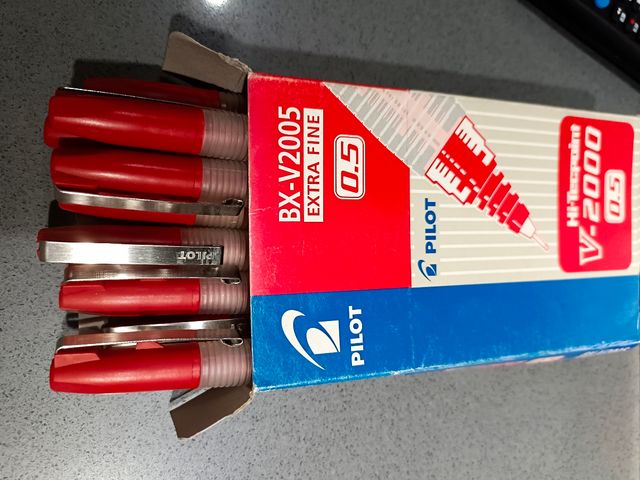 BX-V2005
EXTRA FINE
0.5
PILOT
Hi-Tecpoint
V-2000
0.5
PILOT
PILOT